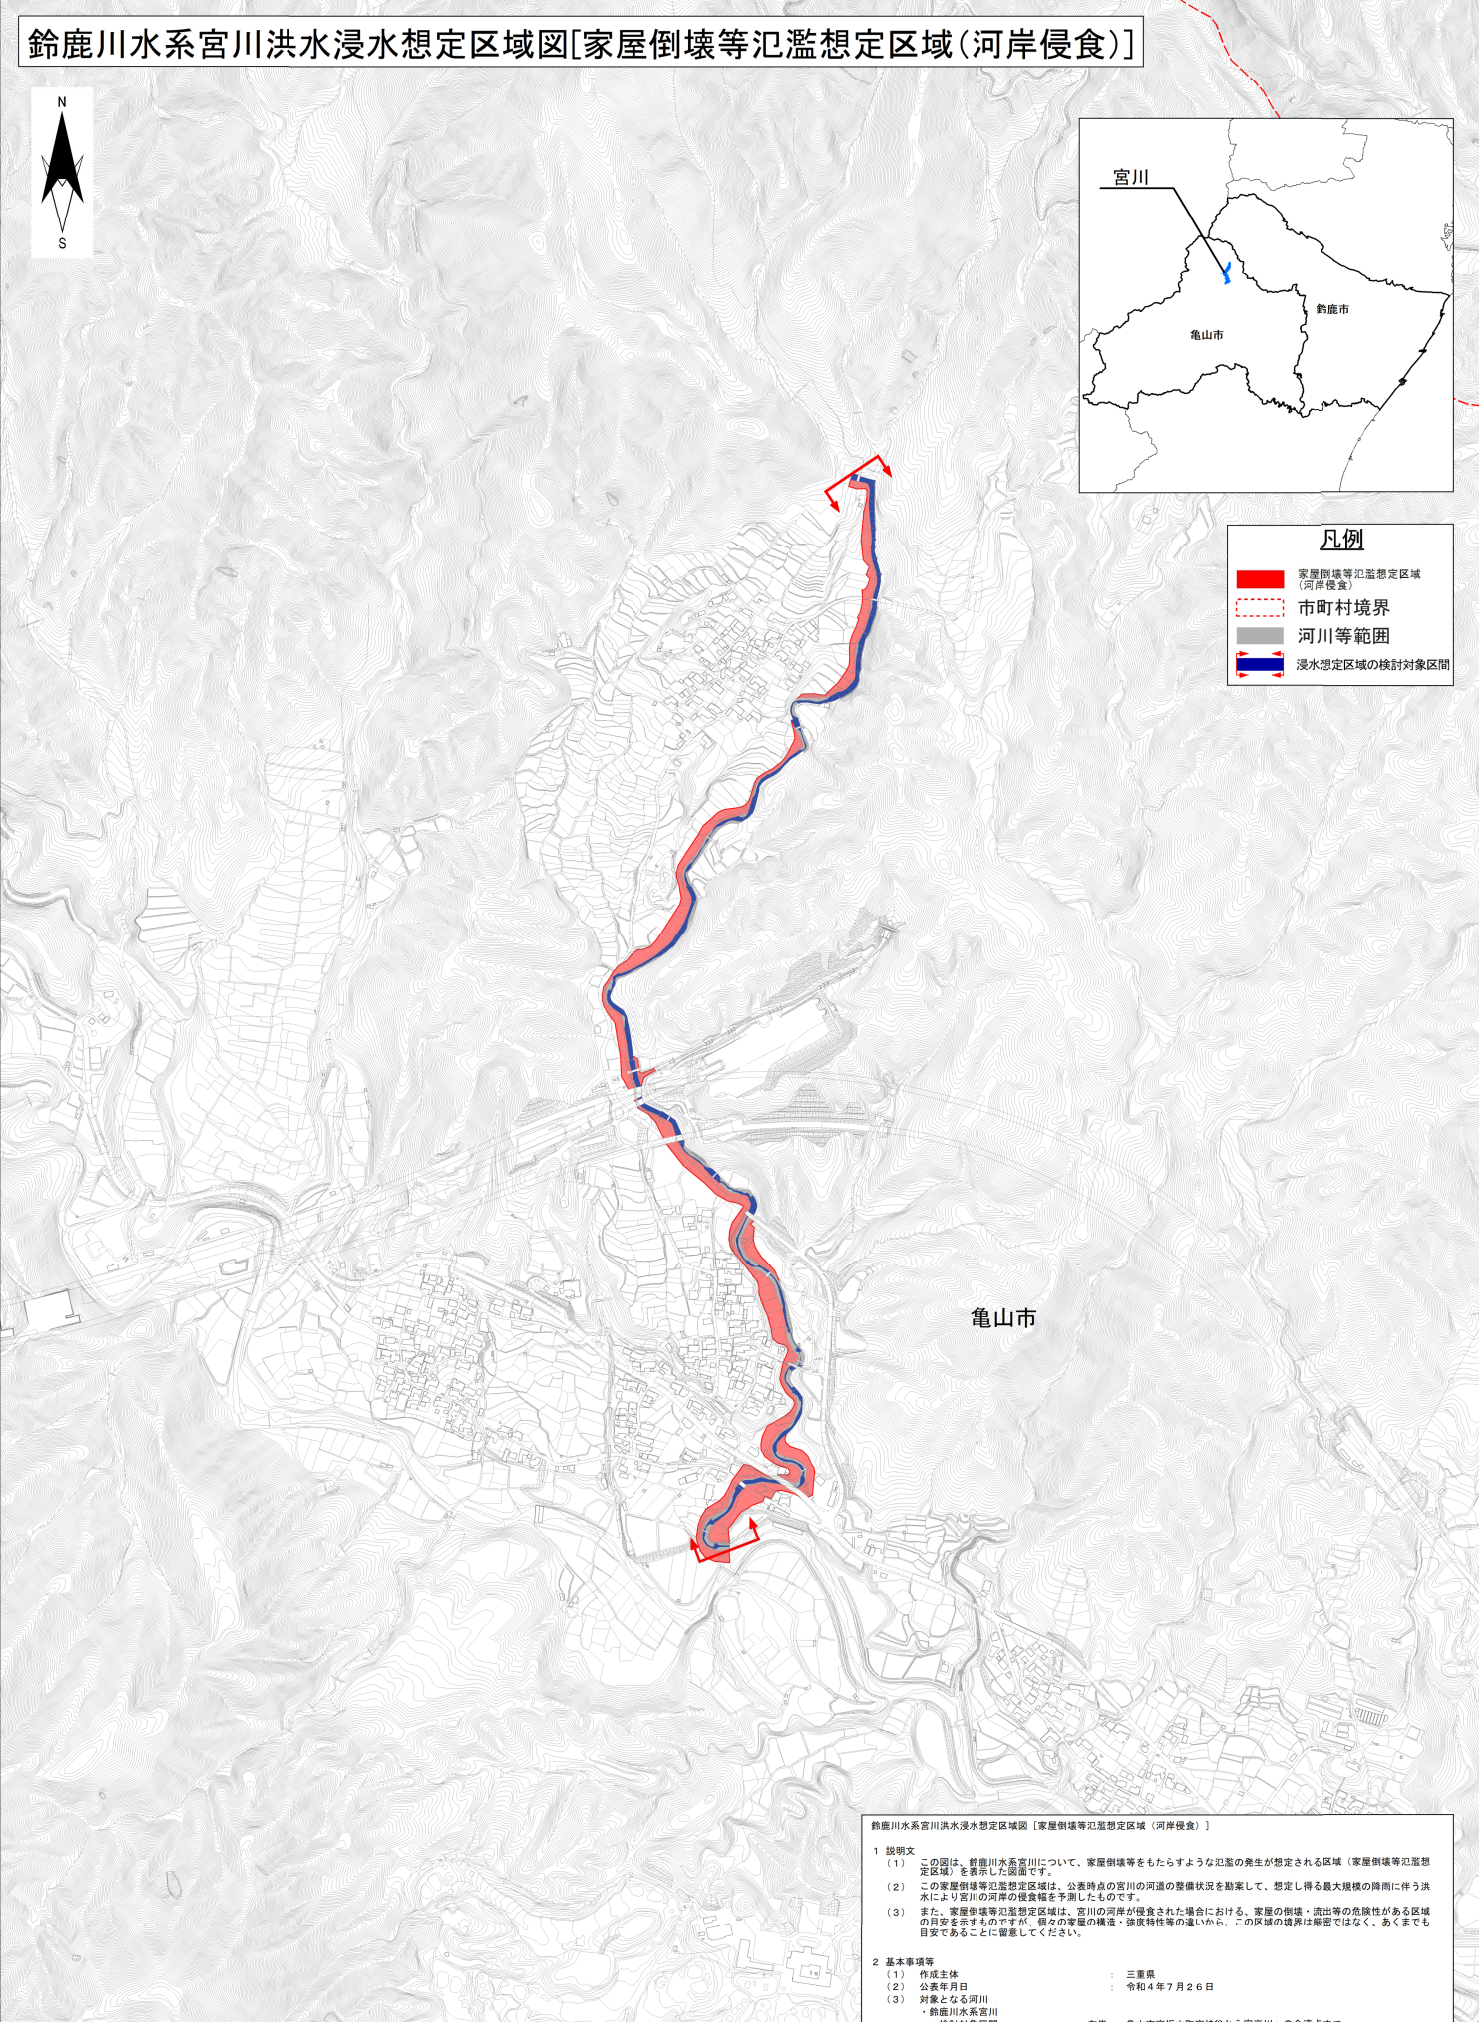 鈴鹿川水系宮川洪水浸水想定区域図[家屋倒壊等氾濫想定区域(河岸侵食)]
N
S
宮川
鈴鹿市
亀山市
凡例
家屋倒壊等氾濫想定区域
(河岸侵食)
市町村境界
河川等範囲
浸水想定区域の検討対象区間
亀山市
鈴鹿川水系宮川洪水浸水想定区域図[家屋倒壊等氾濫想定区域(河岸侵食)]
1 説明文
(1) この図は、鈴鹿川水系宮川について、家屋倒壊等をもたらすような氾濫の発生が想定される区域(家屋倒壊等氾濫想
定区域)を表示した図面です。
(2) この家屋倒壊等氾濫想定区域は、公表時点の宮川の河道の整備状況を勘案して、想定し得る最大規模の降雨に伴う洪
水により宮川の河岸の侵食幅を予測したものです。
(3) また、家屋倒壊等氾濫想定区域は、宮川の河岸が侵食された場合における、家屋の倒壊・流出等の危険性がある区域
の目安を示すものですが、個々の家屋の構造・強度特性等の違いから、この区域の境界は厳密ではなく、あくまでも
目安であることに留意してください。
2 基本事項等
(1) 作成主体 : 三重県
(2) 公表年月日 : 令和4年7月26日
(3) 対象となる河川
・鈴鹿川水系宮川